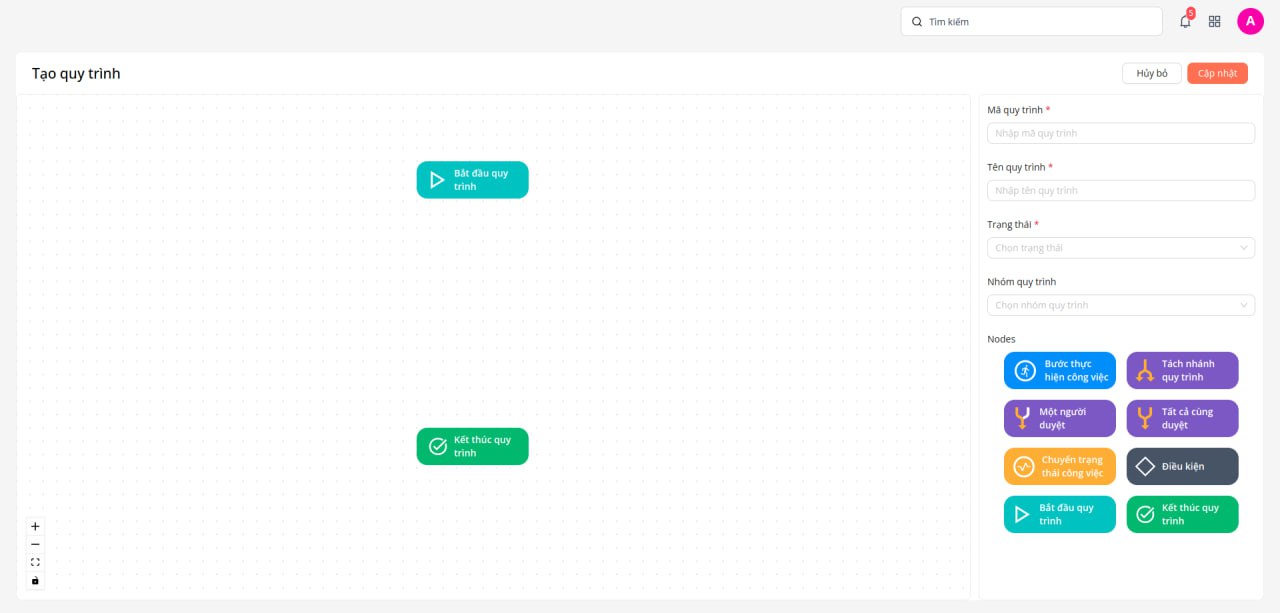 Tìm kiếm
5
A
Tạo quy trình
Hủy bỏ
Cập nhật
Bắt đầu quy
trình
Kết thúc quy
trình
Mã quy trình *
Nhập mã quy trình
Tên quy trình *
Nhập tên quy trình
Trạng thái *
Chọn trạng thái
Nhóm quy trình
Chọn nhóm quy trình
Nodes
Bước thực
hiện công việc
Tách nhánh
quy trình
Một người
duyệt
Tất cả cùng
duyệt
Chuyển trạng
thái công việc
Điều kiện
Bắt đầu quy
trình
Kết thúc quy
trình